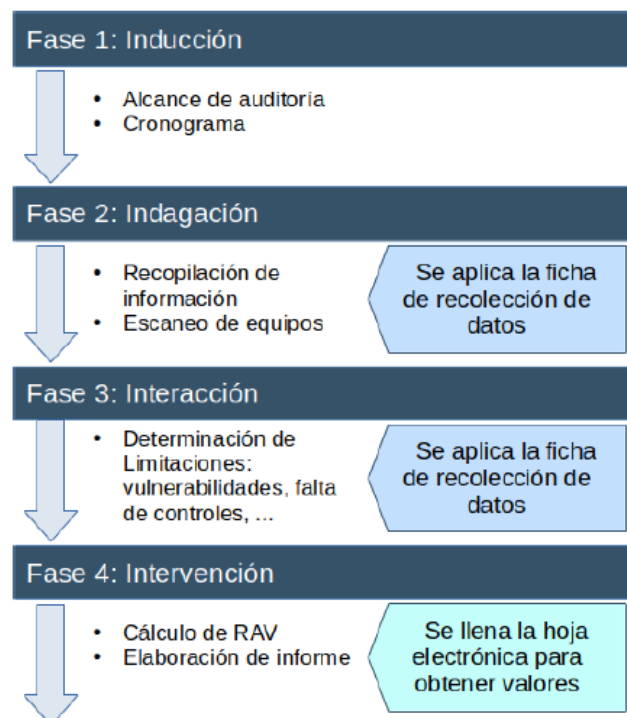 Fase 1: Inducción
• Alcance de auditoría
• Cronograma
Fase 2: Indagación
• Recopilación de
información
• Escaneo de equipos
Se aplica la ficha
de recolección de
datos
Fase 3: Interacción
• Determinación de
Limitaciones:
vulnerabilidades, falta
de controles, ...
Se aplica la ficha
de recolección de
datos
Fase 4: Intervención
• Cálculo de RAV
• Elaboración de informe
Se llena la hoja
electrónica para
obtener valores